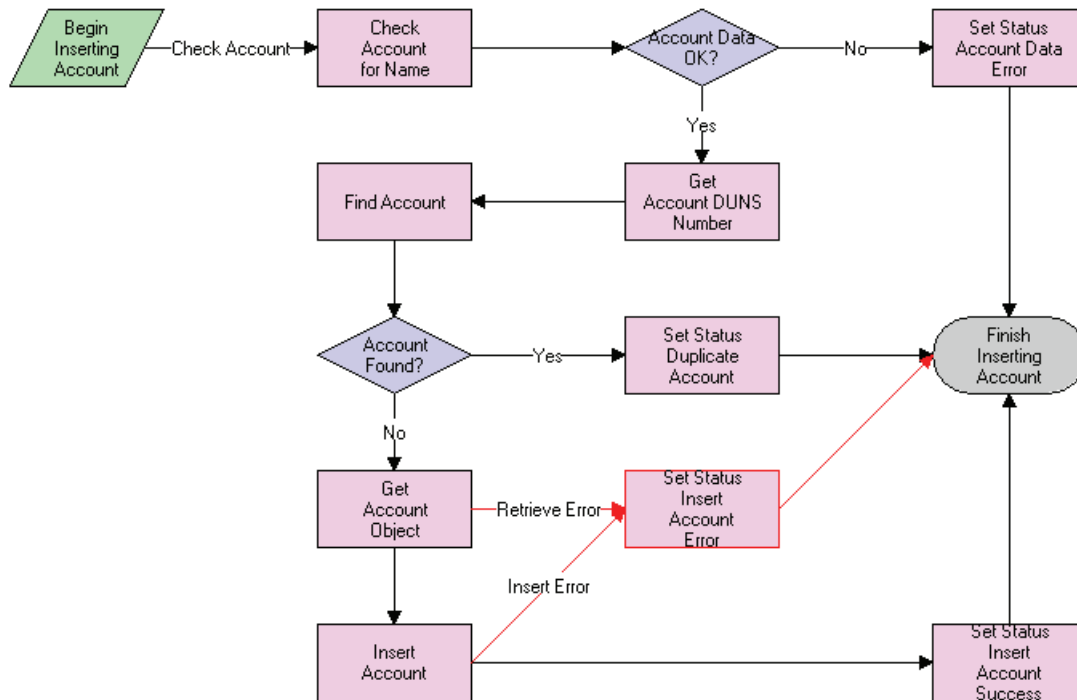 Begin
Inserting
Account
Check Account
Check
Account
for Name
Account Data
OK?
No
Set Status
Account Data
Error
Yes
Find Account
Get
Account DUNS
Number
Account
Found?
Yes
Set Status
Duplicate
Account
Finish
Inserting
Account
No
Get
Account
Object
Retrieve Error
Set Status
Insert
Account
Error
Insert Error
Insert
Account
Set Status
Insert
Account
Success